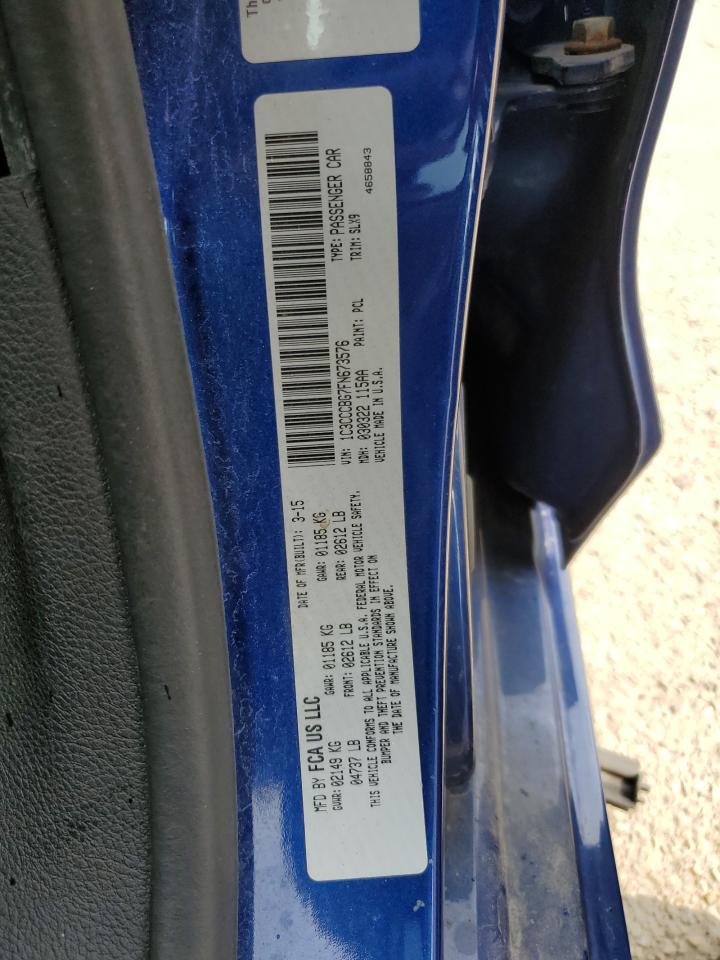 Th
MFD BY FCA US LLC
DATE OF MFR(BUILT): 3-15
GVWR: 02149 KG
GAWR: 01185 KG
GAWR: 01185 KG
04737 LB
FRONT: 02612 LB
REAR: 02612 LB
THIS VEHICLE CONFORMS TO ALL APPLICABLE U.S.A. FEDERAL MOTOR VEHICLE SAFETY,
BUMPER AND THEFT PREVENTION STANDARDS IN EFFECT ON
THE DATE OF MANUFACTURE SHOWN ABOVE.
VIN: 1C3CCCBG7FN673576
TYPE: PASSENGER CAR
MDH: 030322 115AA
PAINT: PCL
TRIM: SLX9
VEHICLE MADE IN U.S.A.
4658843